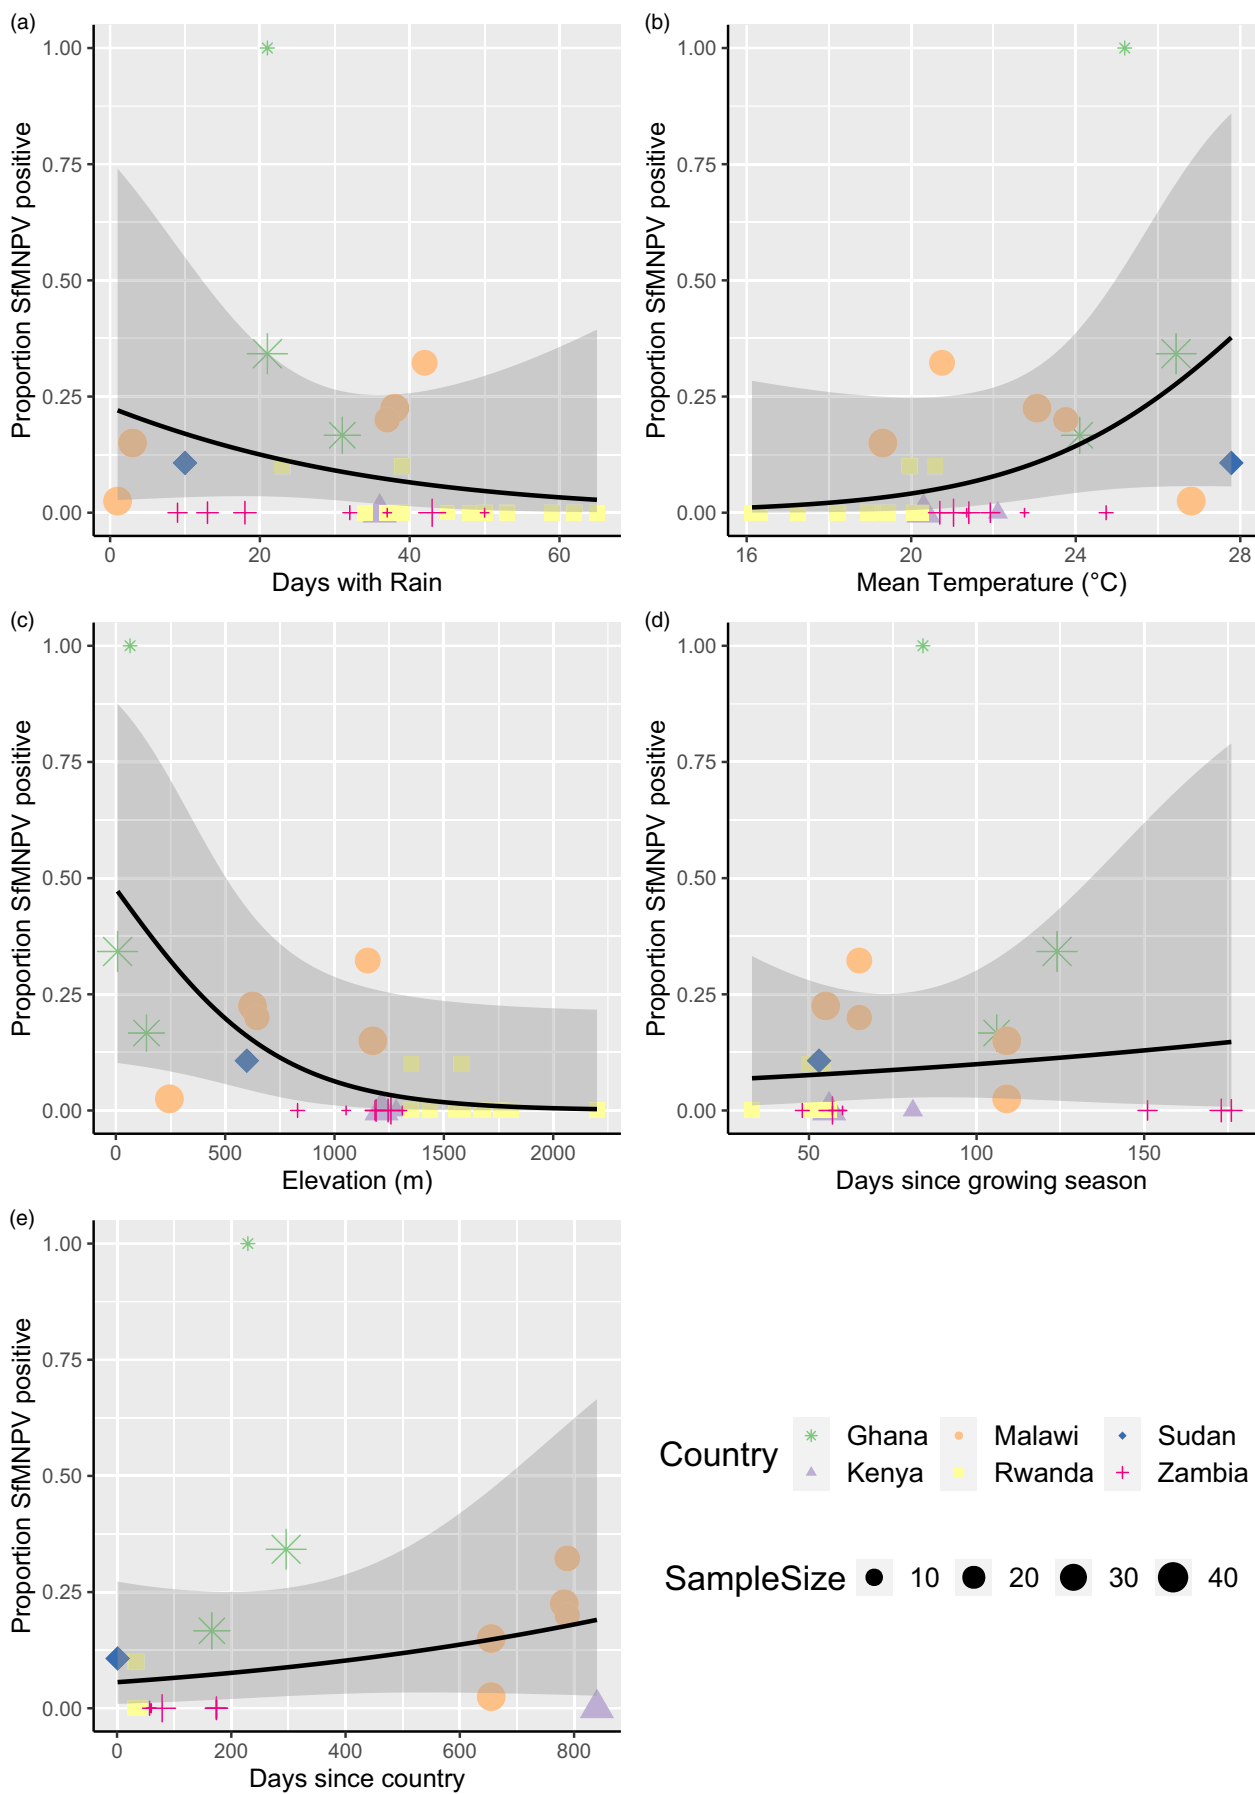 (a)
1.00
0.75
0.50
0.25
0.00
Proportion SfMNPV positive
0 20 40 60
Days with Rain
(b)
1.00
0.75
0.50
0.25
0.00
Proportion SfMNPV positive
16 20 24 28
Mean Temperature (°C)
(c)
1.00
0.75
0.50
0.25
0.00
Proportion SfMNPV positive
0 500 1000 1500 2000
Elevation (m)
(d)
1.00
0.75
0.50
0.25
0.00
Proportion SfMNPV positive
50 100 150
Days since growing season
(e)
1.00
0.75
0.50
0.25
0.00
Proportion SfMNPV positive
0 200 400 600 800
Days since country
Country
Ghana Malawi Sudan
Kenya Rwanda Zambia
SampleSize 10 20 30 40